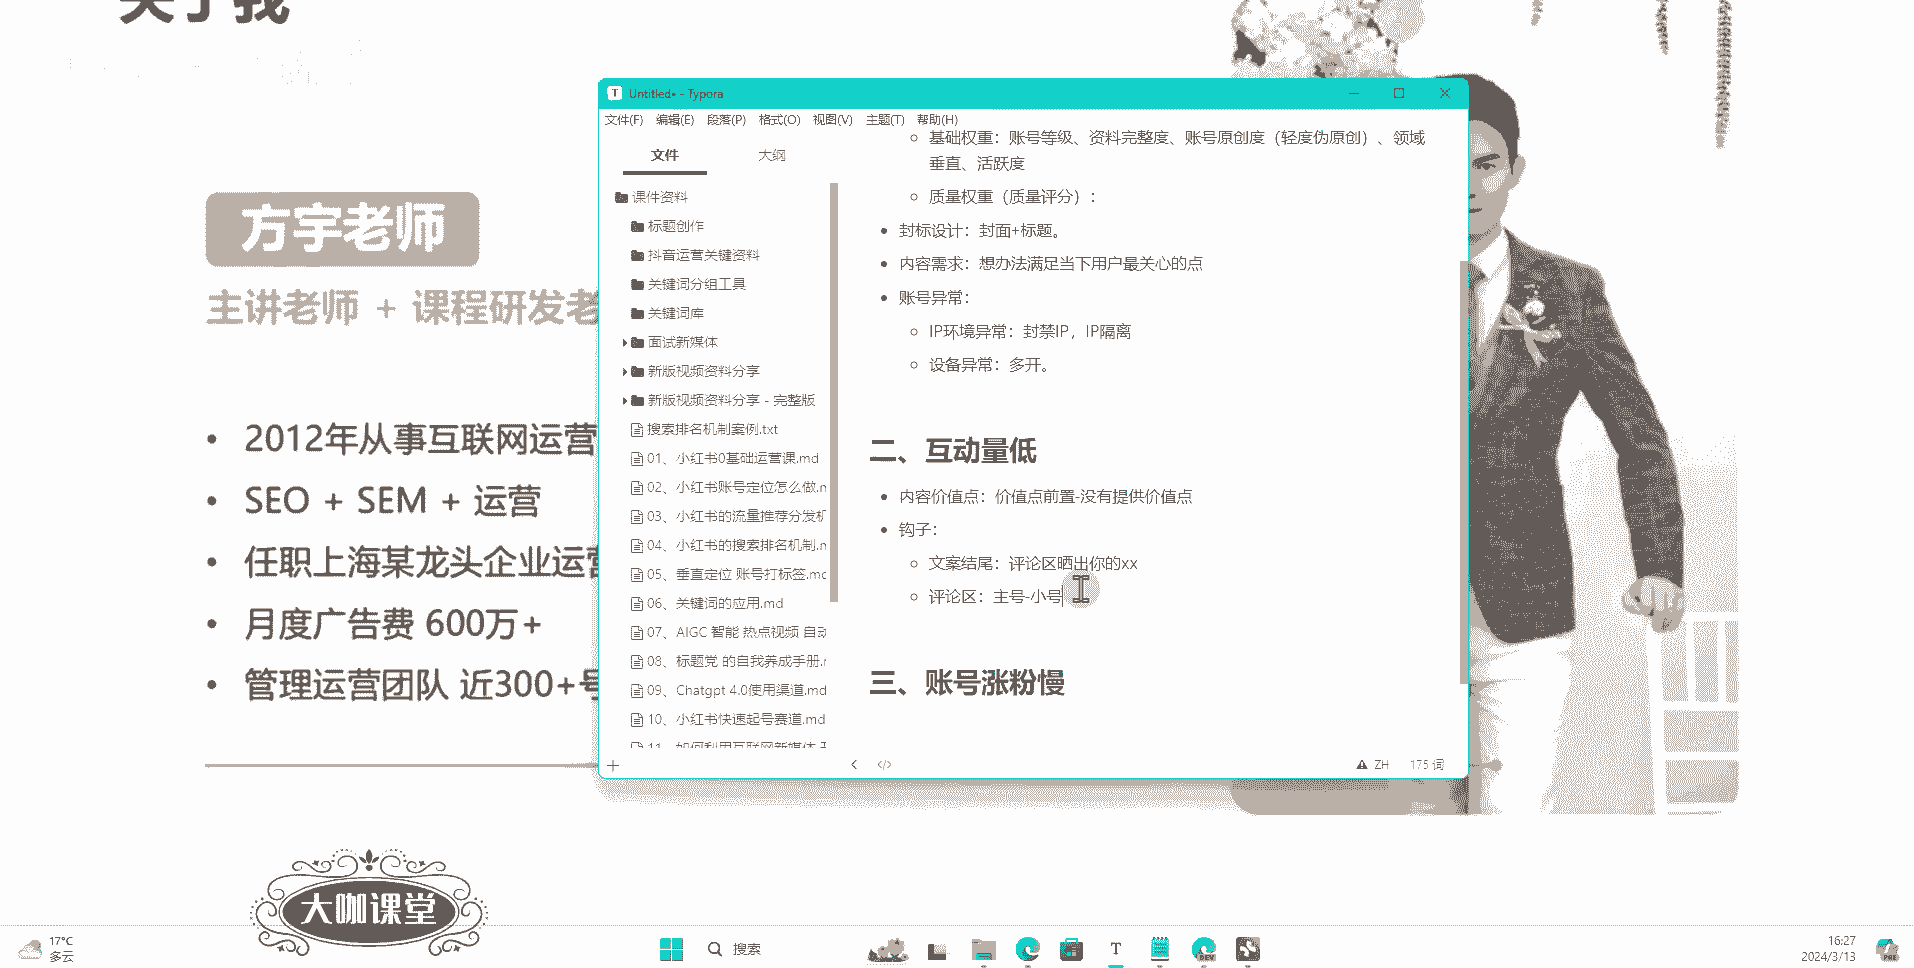 关于我
方宇老师
主讲老师 + 课程研发老
2012年从事互联网运营
SEO + SEM + 运营
任职上海某龙头企业运营
月度广告费 600万+
管理运营团队 近300+号
大咖课堂
Untitled• - Typora
文件(F) 编辑(E) 段落(P) 格式(O) 视图(V) 主题(T) 帮助(H)
文件 大纲
课件资料
标题创作
抖音运营关键资料
关键词分组工具
关键词库
面试新媒体
新版视频资料分享
新版视频资料分享 - 完整版
搜索排名机制案例.txt
01、小红书0基础运营课.md
02、小红书账号定位怎么做.m
03、小红书的流量推荐分发机
04、小红书的搜索排名机制.m
05、垂直定位 账号打标签.md
06、关键词的应用.md
07、AIGC 智能 热点视频 自动
08、标题党 的自我养成手册.m
09、Chatgpt 4.0使用渠道.md
10、小红书快速起号赛道.md
11、如何利用互联网新媒体
基础权重：账号等级、资料完整度、账号原创度（轻度伪原创）、领域
垂直、活跃度
质量权重（质量评分）：
封标设计：封面+标题。
内容需求：想办法满足当下用户最关心的点
账号异常：
IP环境异常：封禁IP，IP隔离
设备异常：多开。
二、互动量低
内容价值点：价值点前置-没有提供价值点
钩子：
文案结尾：评论区晒出你的xx
评论区：主号-小号
三、账号涨粉慢
ZH 175 词
17°C
多云
搜索
DEV
16:27
2024/3/13
PRE